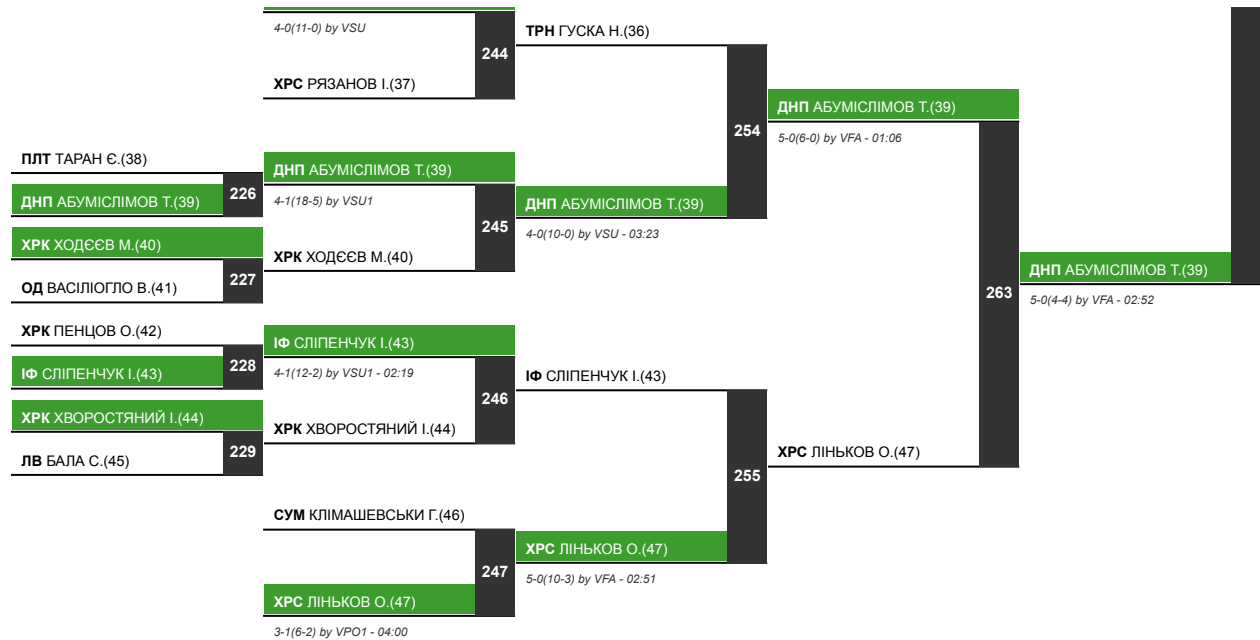 4-0(11-0) by VSU
244
ХРС РЯЗАНОВ І.(37)
ТРН ГУСКА Н.(36)
254
ДНП АБУМІСЛІМОВ Т.(39)
5-0(6-0) by VFA - 01:06
ПЛТ ТАРАН Є.(38)
226
ДНП АБУМІСЛІМОВ Т.(39)
ДНП АБУМІСЛІМОВ Т.(39)
4-1(18-5) by VSU1
245
ДНП АБУМІСЛІМОВ Т.(39)
4-0(10-0) by VSU - 03:23
ХРК ХОДЄЄВ М.(40)
227
ОД ВАСІЛІОГЛО В.(41)
ХРК ХОДЄЄВ М.(40)
263
ДНП АБУМІСЛІМОВ Т.(39)
5-0(4-4) by VFA - 02:52
ХРК ПЕНЦОВ О.(42)
228
ІФ СЛІПЕНЧУК І.(43)
ІФ СЛІПЕНЧУК І.(43)
4-1(12-2) by VSU1 - 02:19
246
ІФ СЛІПЕНЧУК І.(43)
ХРК ХВОРОСТЯНИЙ І.(44)
229
ЛВ БАЛА С.(45)
ХРК ХВОРОСТЯНИЙ І.(44)
255
ХРС ЛІНЬКОВ О.(47)
СУМ КЛІМАШЕВСЬКИ Г.(46)
247
ХРС ЛІНЬКОВ О.(47)
5-0(10-3) by VFA - 02:51
ХРС ЛІНЬКОВ О.(47)
3-1(6-2) by VPO1 - 04:00